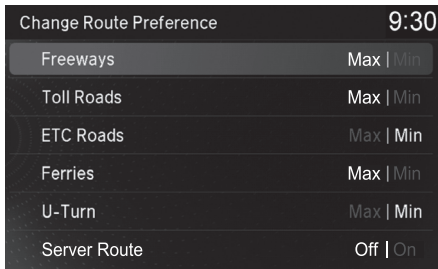 Change Route Preference 9:30
Freeways Max | Min
Toll Roads Max | Min
ETC Roads Max | Min
Ferries Max | Min
U-Turn Max | Min
Server Route Off | On